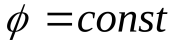 ϕ =const